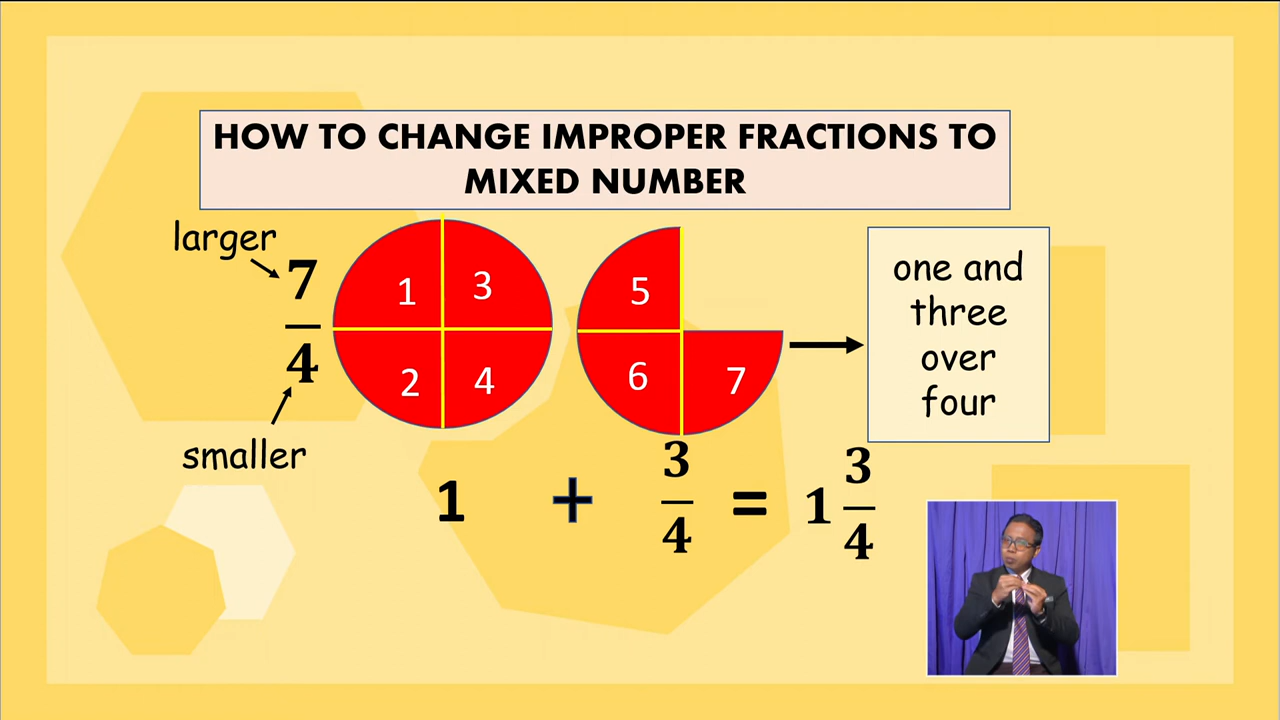 HOW TO CHANGE IMPROPER FRACTIONS TO
MIXED NUMBER
larger
7
4
smaller
1 3
2 4
5
6 7
one and
three
over
four
1 + 3/4 = 1 3/4